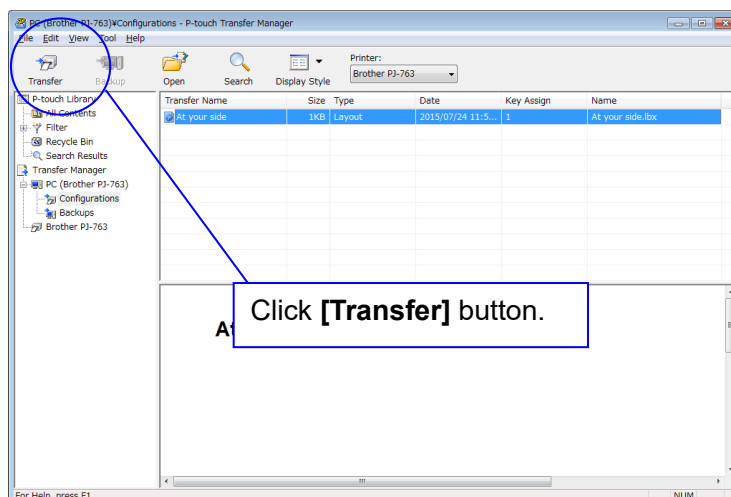 PC (Brother PJ-763)¥Configurations - P-touch Transfer Manager
File Edit View Tool Help
Transfer Backup Open Search Display Style
Printer:
Brother PJ-763
P-touch Library
All Contents
Filter
Recycle Bin
Search Results
Transfer Manager
PC (Brother PJ-763)
Configurations
Backups
Brother PJ-763
Transfer Name Size Type Date Key Assign Name
At your side 1KB Layout 2015/07/24 11:5... 1 At your side.lbx
Click [Transfer] button.
At
For Help, press F1
NUM